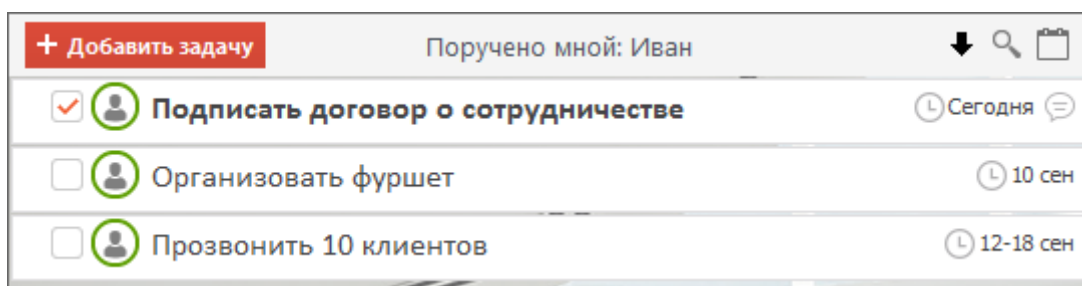 + Добавить задачу Поручено мной: Иван
Подписать договор о сотрудничестве Сегодня
Организовать фуршет 10 сен
Прозвонить 10 клиентов 12-18 сен